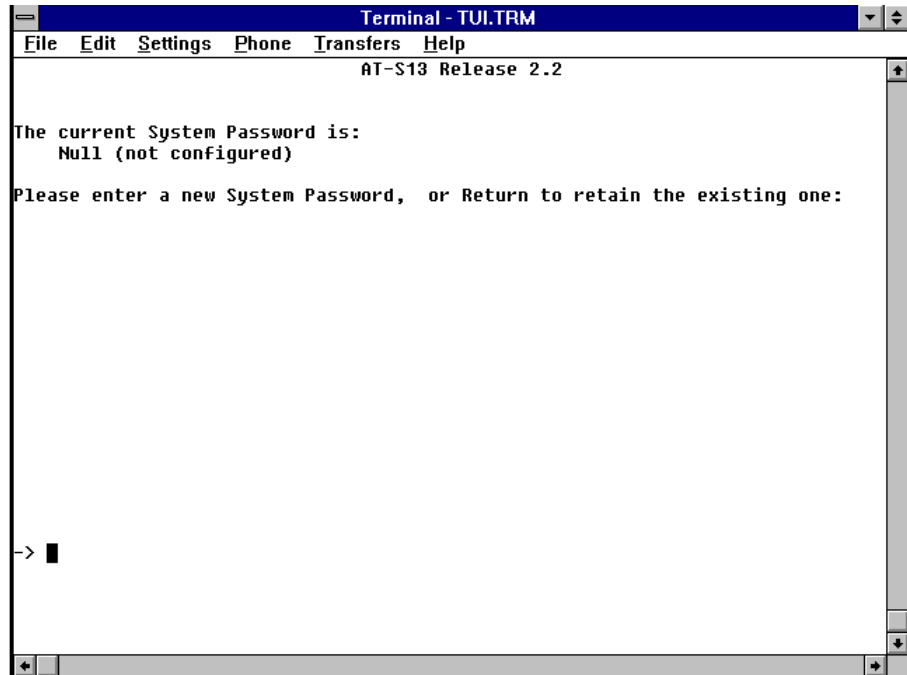 Terminal - TUI.TRM
File Edit Settings Phone Transfers Help
AT-S13 Release 2.2
The current System Password is:
Null (not configured)
Please enter a new System Password,  or Return to retain the existing one:
->